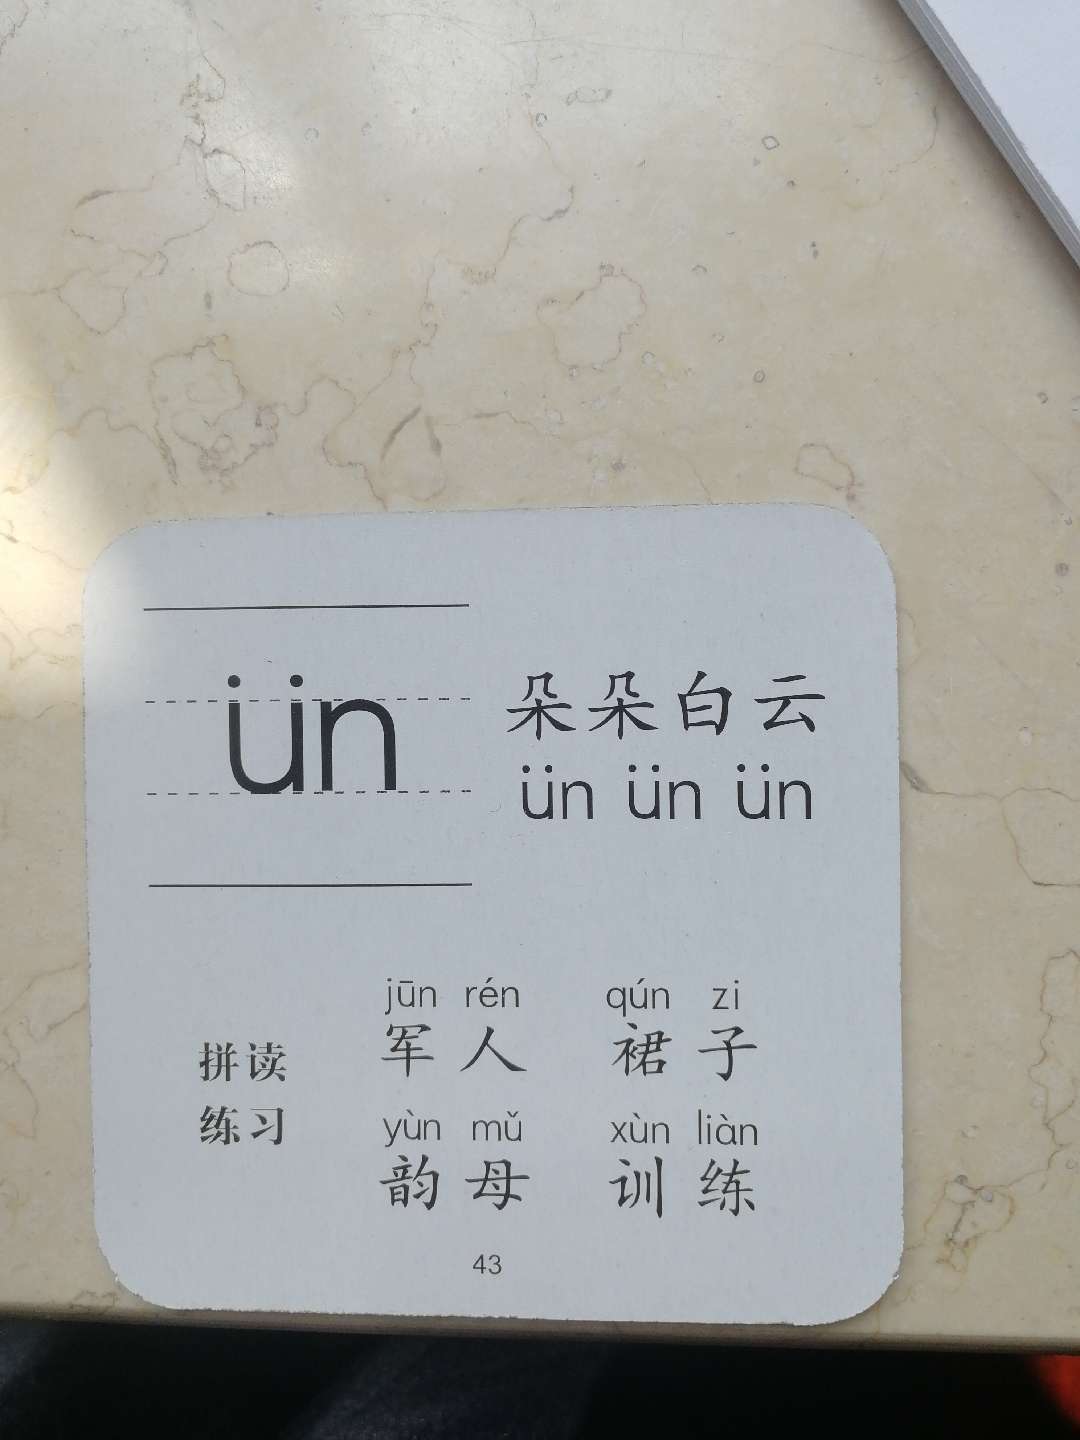 ün
朵朵白云
ün ün ün
拼读
练习
jūn rén qún zi
军人 裙子
yùn mǔ xùn liàn
韵母 训练
43